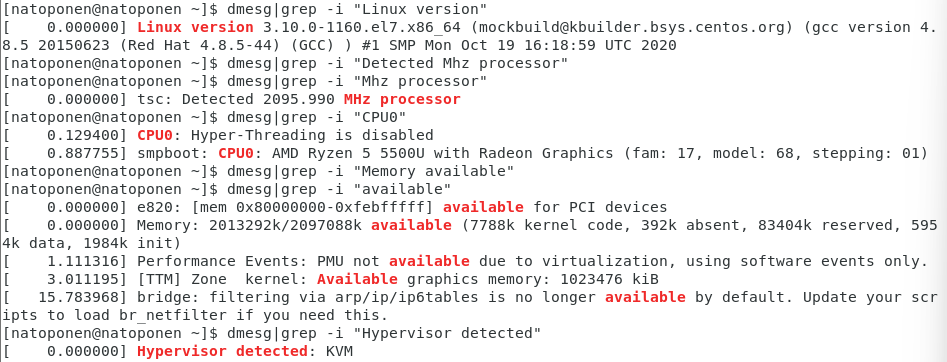 [natoponen@natoponen ~]$ dmesg|grep -i "Linux version"
[    0.000000] Linux version 3.10.0-1160.el7.x86_64 (mockbuild@kbuilder.bsys.centos.org) (gcc version 4.
8.5 20150623 (Red Hat 4.8.5-44) (GCC) ) #1 SMP Mon Oct 19 16:18:59 UTC 2020
[natoponen@natoponen ~]$ dmesg|grep -i "Detected Mhz processor"
[natoponen@natoponen ~]$ dmesg|grep -i "Mhz processor"
[    0.000000] tsc: Detected 2095.990 MHz processor
[natoponen@natoponen ~]$ dmesg|grep -i "CPU0"
[    0.129400] CPU0: Hyper-Threading is disabled
[    0.887755] smpboot: CPU0: AMD Ryzen 5 5500U with Radeon Graphics (fam: 17, model: 68, stepping: 01)
[natoponen@natoponen ~]$ dmesg|grep -i "Memory available"
[natoponen@natoponen ~]$ dmesg|grep -i "available"
[    0.000000] e820: [mem 0x80000000-0xfebfffff] available for PCI devices
[    0.000000] Memory: 2013292k/2097088k available (7788k kernel code, 392k absent, 83404k reserved, 595
4k data, 1984k init)
[    1.111316] Performance Events: PMU not available due to virtualization, using software events only.
[    3.011195] [TTM] Zone  kernel: Available graphics memory: 1023476 kiB
[   15.783968] bridge: filtering via arp/ip/ip6tables is no longer available by default. Update your scr
ipts to load br_netfilter if you need this.
[natoponen@natoponen ~]$ dmesg|grep -i "Hypervisor detected"
[    0.000000] Hypervisor detected: KVM